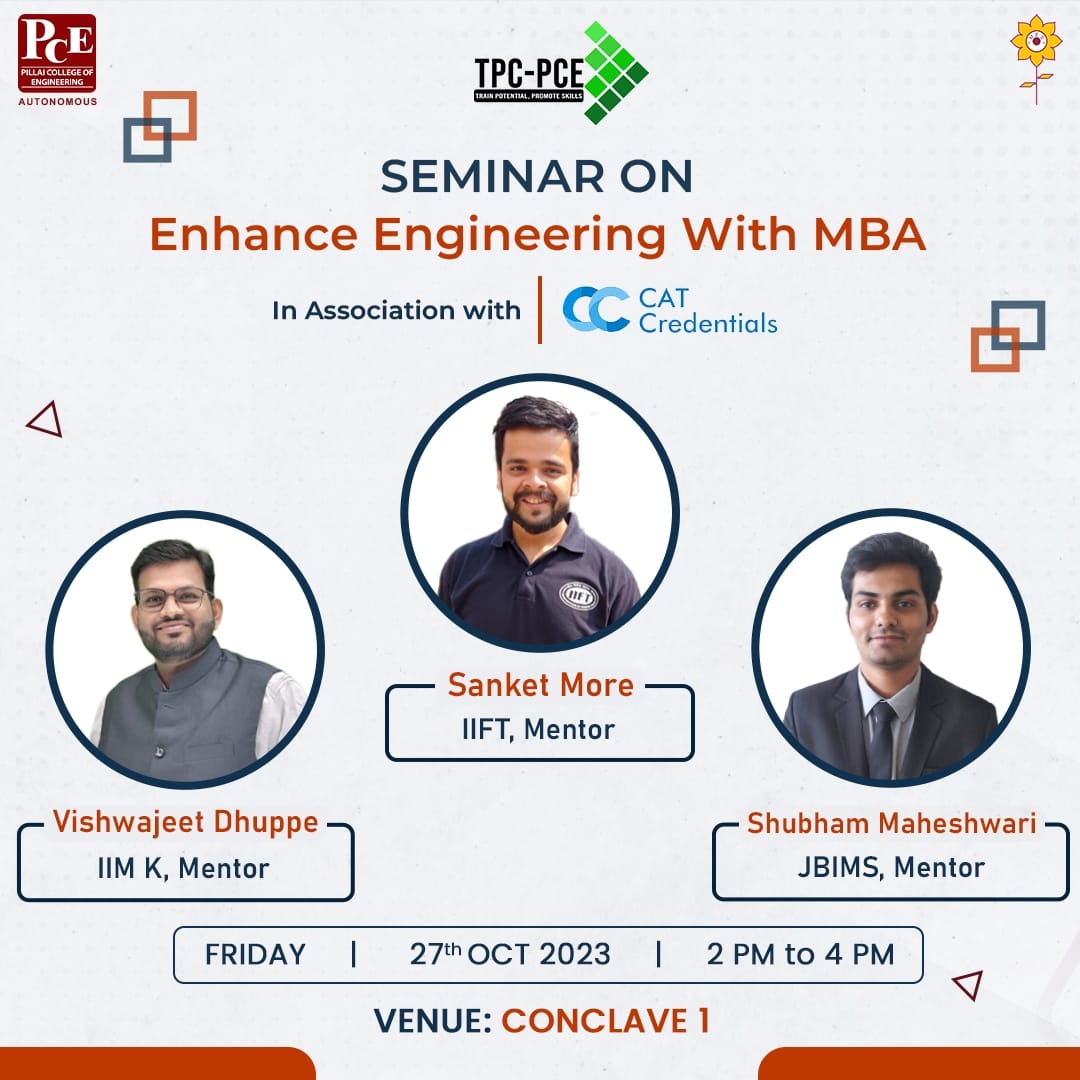 PCE
PILLAI COLLEGE OF
ENGINEERING
AUTONOMOUS
TPC-PCE
TRAIN POTENTIAL, PROMOTE SKILLS
SEMINAR ON
Enhance Engineering With MBA
In Association with
CAT
Credentials
IIFT
Sanket More
IIFT, Mentor
Vishwajeet Dhuppe
IIM K, Mentor
Shubham Maheshwari
JBIMS, Mentor
FRIDAY | 27th OCT 2023 | 2 PM to 4 PM
VENUE: CONCLAVE 1